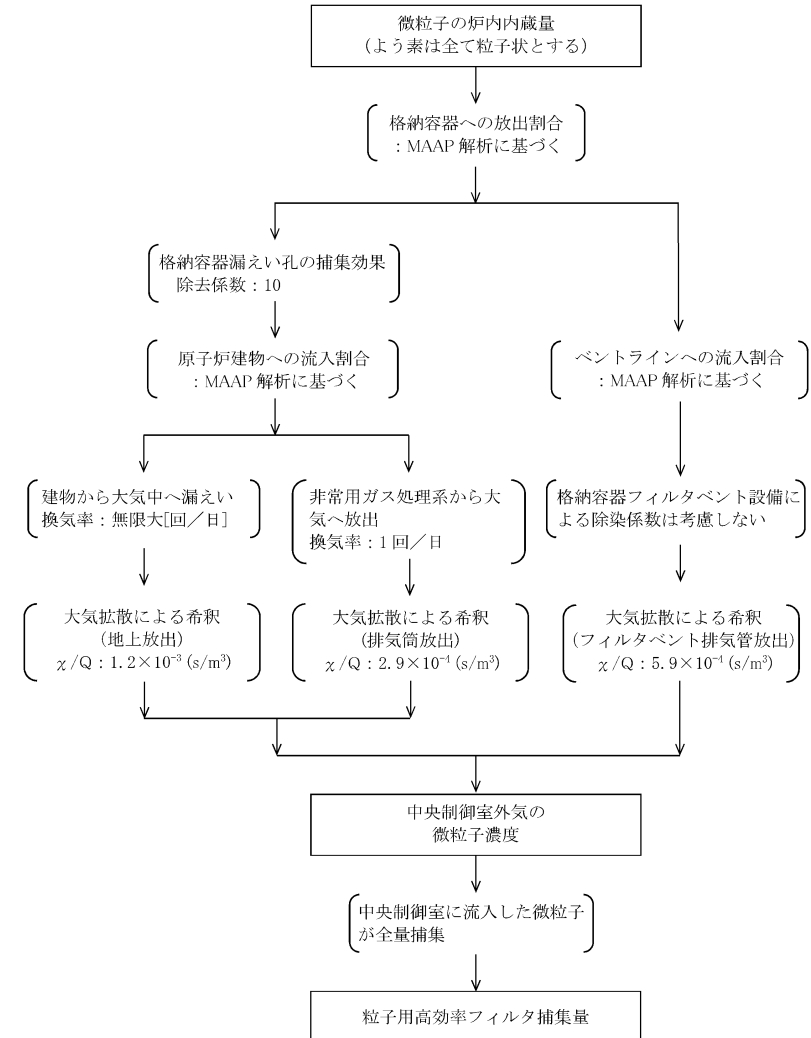 微粒子の炉内内蔵量
(よう素は全て粒子状とする)
格納容器への放出割合
:MAAP 解析に基づく
格納容器漏えい孔の捕集効果
除去係数:10
原子炉建物への流入割合
:MAAP 解析に基づく
ベントラインへの流入割合
:MAAP 解析に基づく
建物から大気中へ漏えい
換気率:無限大[回/日]
非常用ガス処理系から大
気へ放出
換気率:1 回/日
格納容器フィルタベント設備に
よる除染係数は考慮しない
大気拡散による希釈
(地上放出)
χ/Q:1.2×10⁻³ (s/m³)
大気拡散による希釈
(排気筒放出)
χ/Q:2.9×10⁻⁴ (s/m³)
大気拡散による希釈
(フィルタベント排気管放出)
χ/Q:5.9×10⁻⁴ (s/m³)
中央制御室外気の
微粒子濃度
中央制御室に流入した微粒子
が全量捕集
粒子用高効率フィルタ捕集量